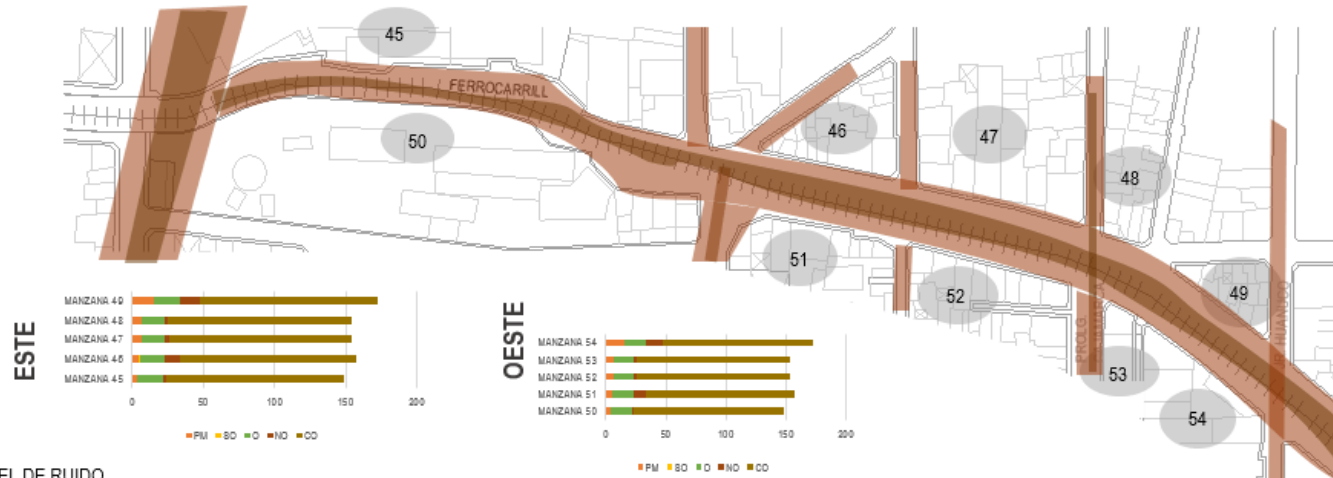 45
FERROCARRILL
46
47
50
48
51
52
49
PROLG.
HUANUCO
53
54
ESTE
MANZANA 49
MANZANA 48
MANZANA 47
MANZANA 46
MANZANA 45
0 50 100 150 200
PM SO O NO CO
OESTE
MANZANA 54
MANZANA 53
MANZANA 52
MANZANA 51
MANZANA 50
0 50 100 150 200
PM SO O NO CO
EL DE RUIDO